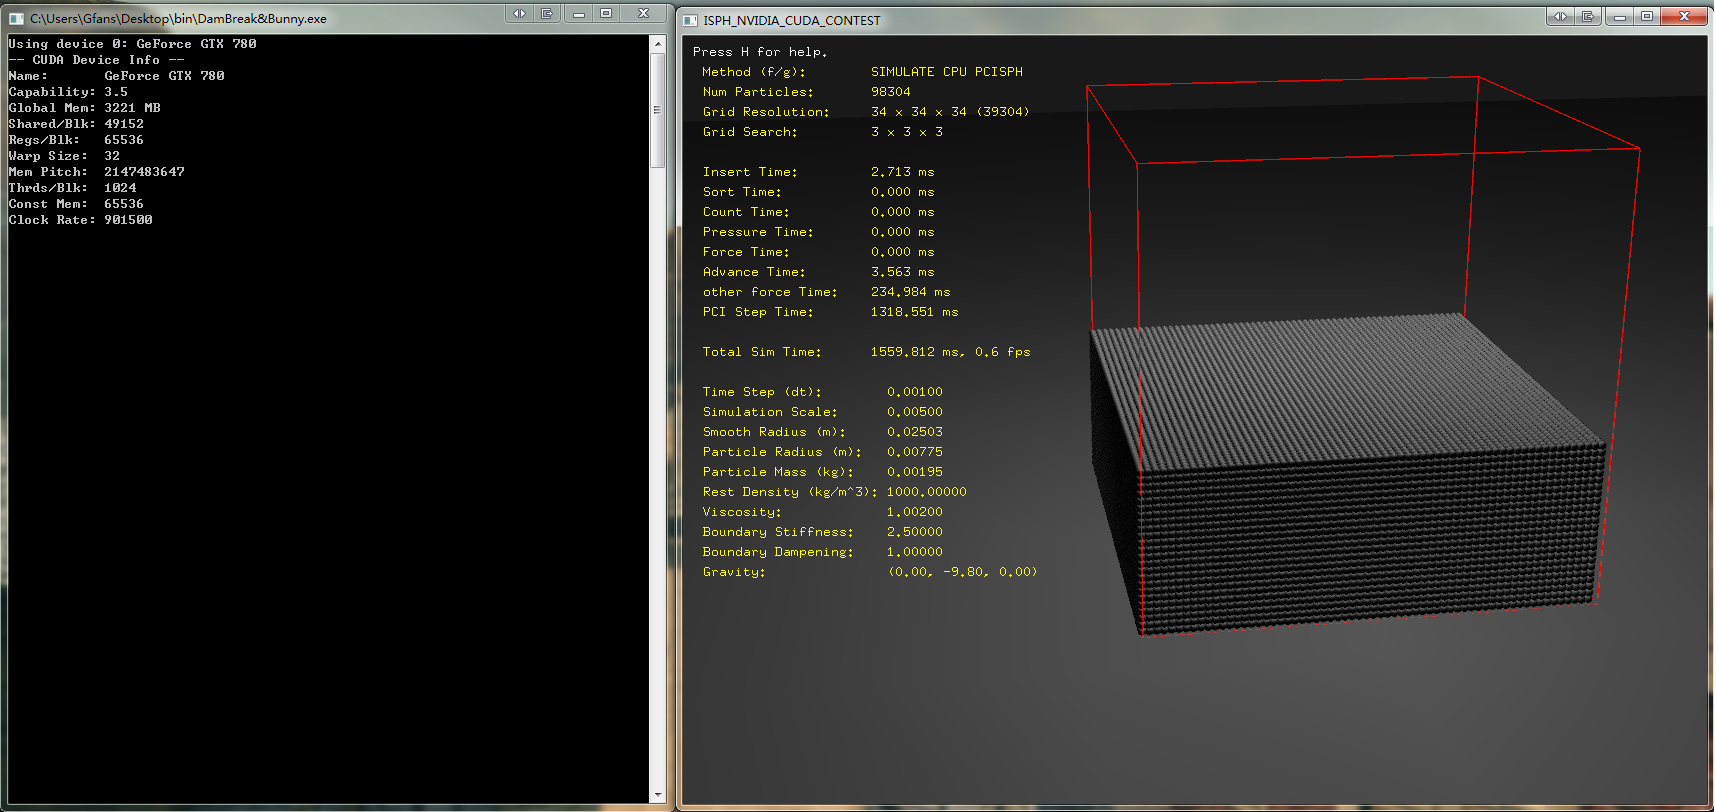 C:\Users\Gfans\Desktop\bin\DamBreak&Bunny.exe
Using device 0: GeForce GTX 780
-- CUDA Device Info --
Name:       GeForce GTX 780
Capability: 3.5
Global Mem: 3221 MB
Shared/Blk: 49152
Regs/Blk:   65536
Warp Size:  32
Mem Pitch:  2147483647
Thrds/Blk:  1024
Const Mem:  65536
Clock Rate: 901500
ISPH_NVIDIA_CUDA_CONTEST
Press H for help.
Method (f/g): SIMULATE CPU PCISPH
Num Particles: 98304
Grid Resolution: 34 x 34 x 34 (39304)
Grid Search: 3 x 3 x 3
Insert Time: 2.713 ms
Sort Time: 0.000 ms
Count Time: 0.000 ms
Pressure Time: 0.000 ms
Force Time: 0.000 ms
Advance Time: 3.563 ms
other force Time: 234.984 ms
PCI Step Time: 1318.551 ms
Total Sim Time: 1559.812 ms, 0.6 fps
Time Step (dt): 0.00100
Simulation Scale: 0.00500
Smooth Radius (m): 0.02503
Particle Radius (m): 0.00775
Particle Mass (kg): 0.00195
Rest Density (kg/m^3): 1000.00000
Viscosity: 1.00200
Boundary Stiffness: 2.50000
Boundary Dampening: 1.00000
Gravity: (0.00, -9.80, 0.00)